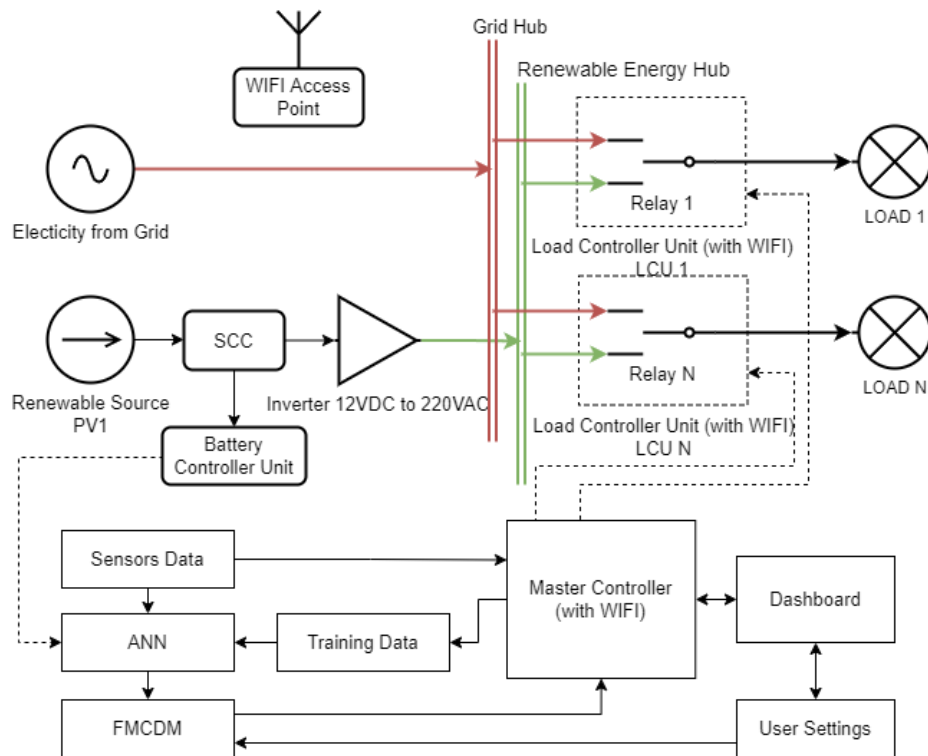 Grid Hub
WIFI Access
Point
Renewable Energy Hub
Electicity from Grid
Relay 1
LOAD 1
Load Controller Unit (with WIFI)
LCU 1
SCC
Renewable Source
PV1
Inverter 12VDC to 220VAC
Relay N
LOAD N
Load Controller Unit (with WIFI)
LCU N
Battery
Controller Unit
Sensors Data
Master Controller
(with WIFI)
Dashboard
ANN
Training Data
FMCDM
User Settings